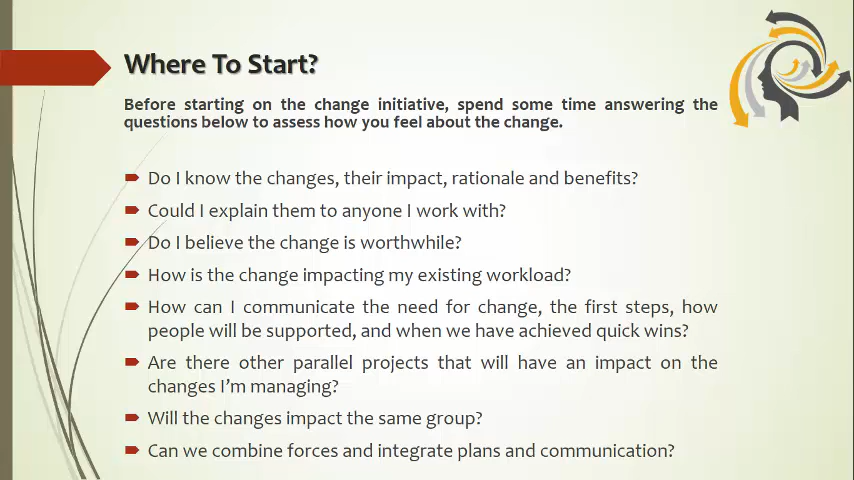 Where To Start?
Before starting on the change initiative, spend some time answering the
questions below to assess how you feel about the change.
Do I know the changes, their impact, rationale and benefits?
Could I explain them to anyone I work with?
Do I believe the change is worthwhile?
How is the change impacting my existing workload?
How can I communicate the need for change, the first steps, how
people will be supported, and when we have achieved quick wins?
Are there other parallel projects that will have an impact on the
changes I'm managing?
Will the changes impact the same group?
Can we combine forces and integrate plans and communication?